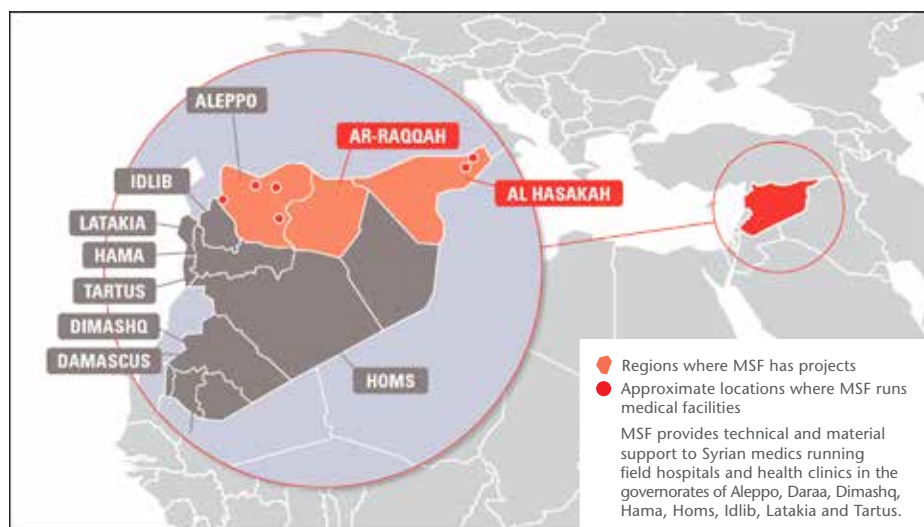 ALEPPO
AR-RAQQAH
IDLIB
AL HASAKAH
LATAKIA
HAMA
TARTUS
DIMASHQ
DAMASCUS
HOMS
Regions where MSF has projects
Approximate locations where MSF runs
medical facilities
MSF provides technical and material
support to Syrian medics running
field hospitals and health clinics in the
governorates of Aleppo, Daraa, Dimashq,
Hama, Homs, Idlib, Latakia and Tartus.